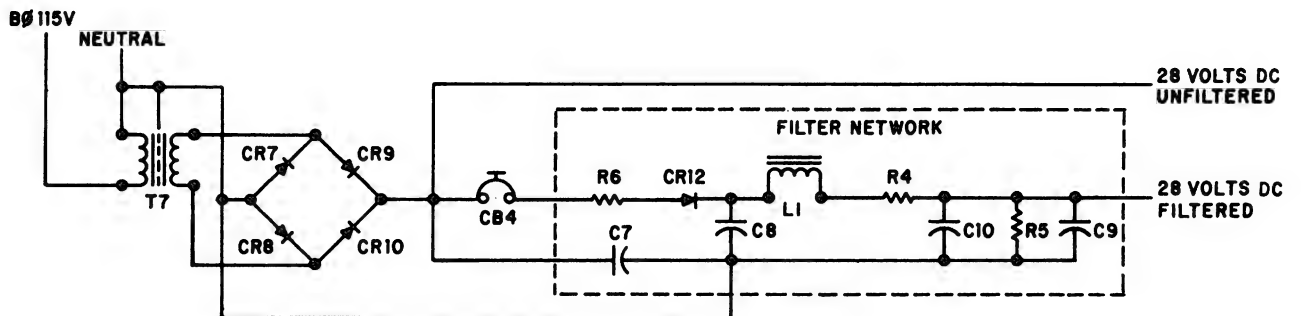 BØ 115V
NEUTRAL
28 VOLTS DC
UNFILTERED
FILTER NETWORK
CR7
CR9
R6
CR12
R4
28 VOLTS DC
FILTERED
T7
CB4
L1
C7
C8
C10
R5
C9
CR8
CR10